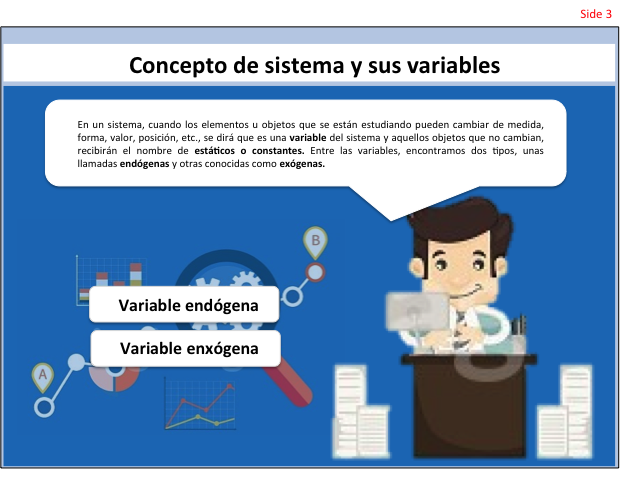 Side 3
Concepto de sistema y sus variables
En un sistema, cuando los elementos u objetos que se están estudiando pueden cambiar de medida,
forma, valor, posición, etc., se dirá que es una variable del sistema y aquellos objetos que no cambian,
recibirán el nombre de estáticos o constantes. Entre las variables, encontramos dos tipos, unas
llamadas endógenas y otras conocidas como exógenas.
B
Variable endógena
Variable enxógena
A